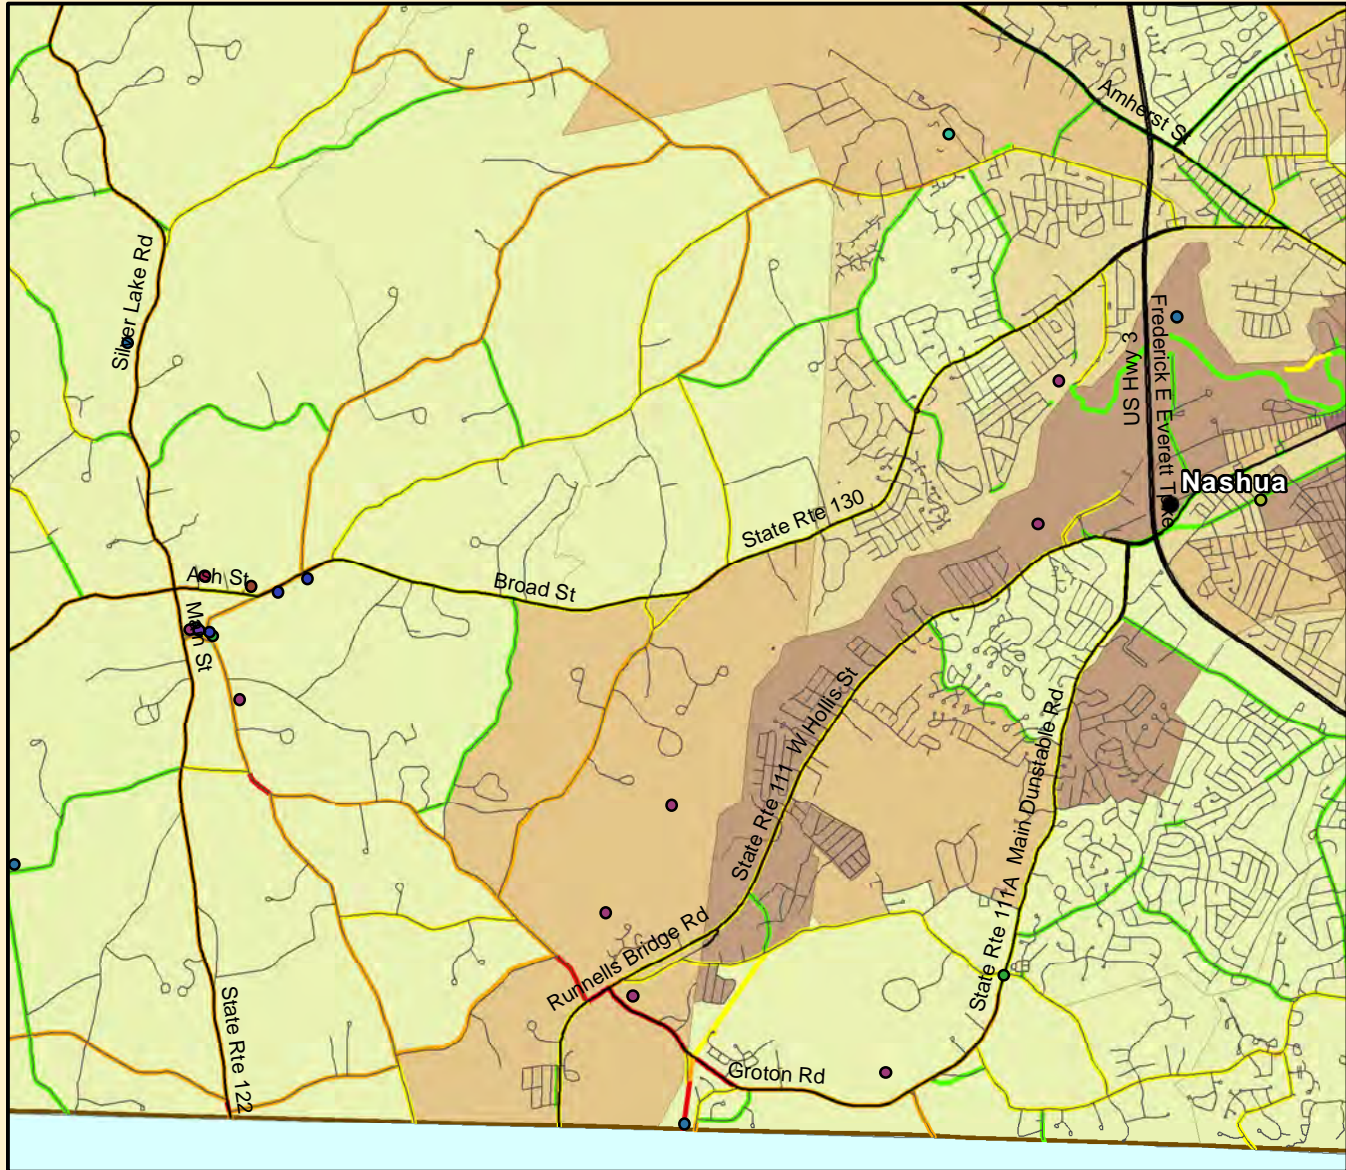 Amherst St
Silver Lake Rd
Frederick E Everett Tpke
US Hwy 3
Nashua
State Rte 130
Ash St
Broad St
Main St
State Rte 111 W Hollis St
State Rte 111A Main Dunstable Rd
Runnells Bridge Rd
State Rte 122
Groton Rd